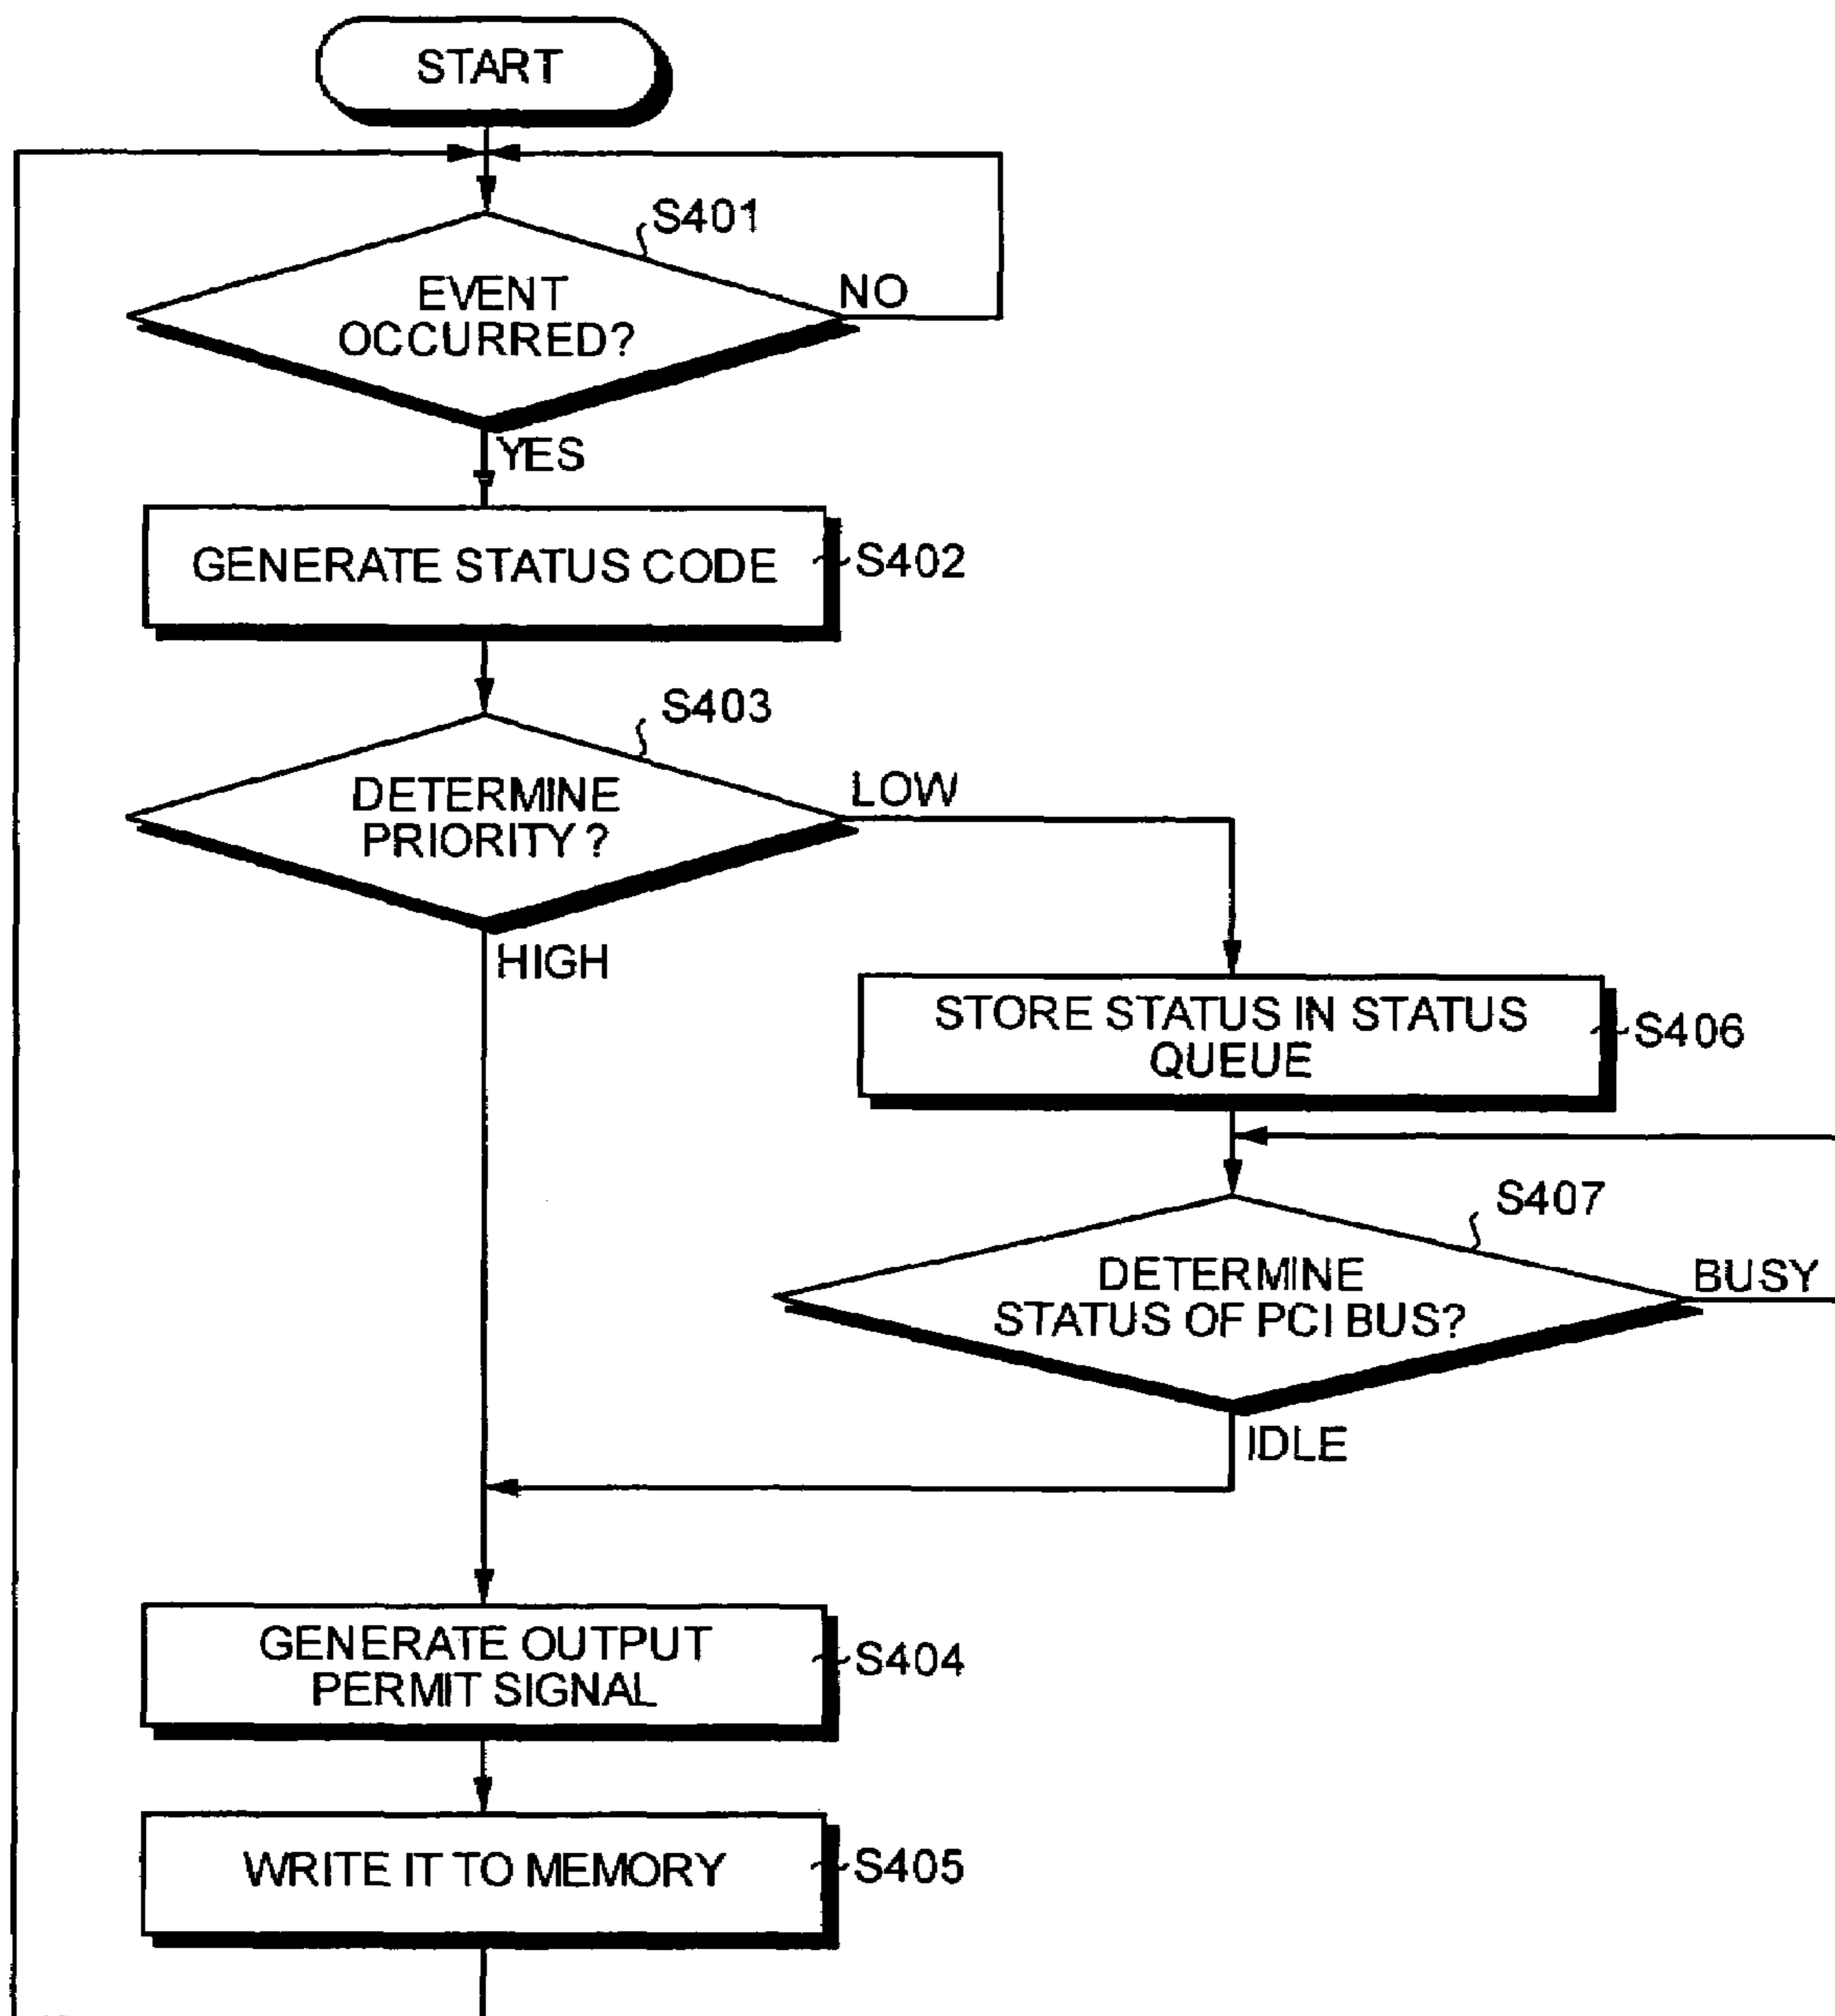 START
S401
EVENT
OCCURRED?
NO
YES
GENERATE STATUS CODE
S402
S403
DETERMINE
PRIORITY?
LOW
HIGH
STORE STATUS IN STATUS
QUEUE
S406
S407
DETERMINE
STATUS OF PCI BUS?
BUSY
IDLE
GENERATE OUTPUT
PERMIT SIGNAL
S404
WRITE IT TO MEMORY
S405